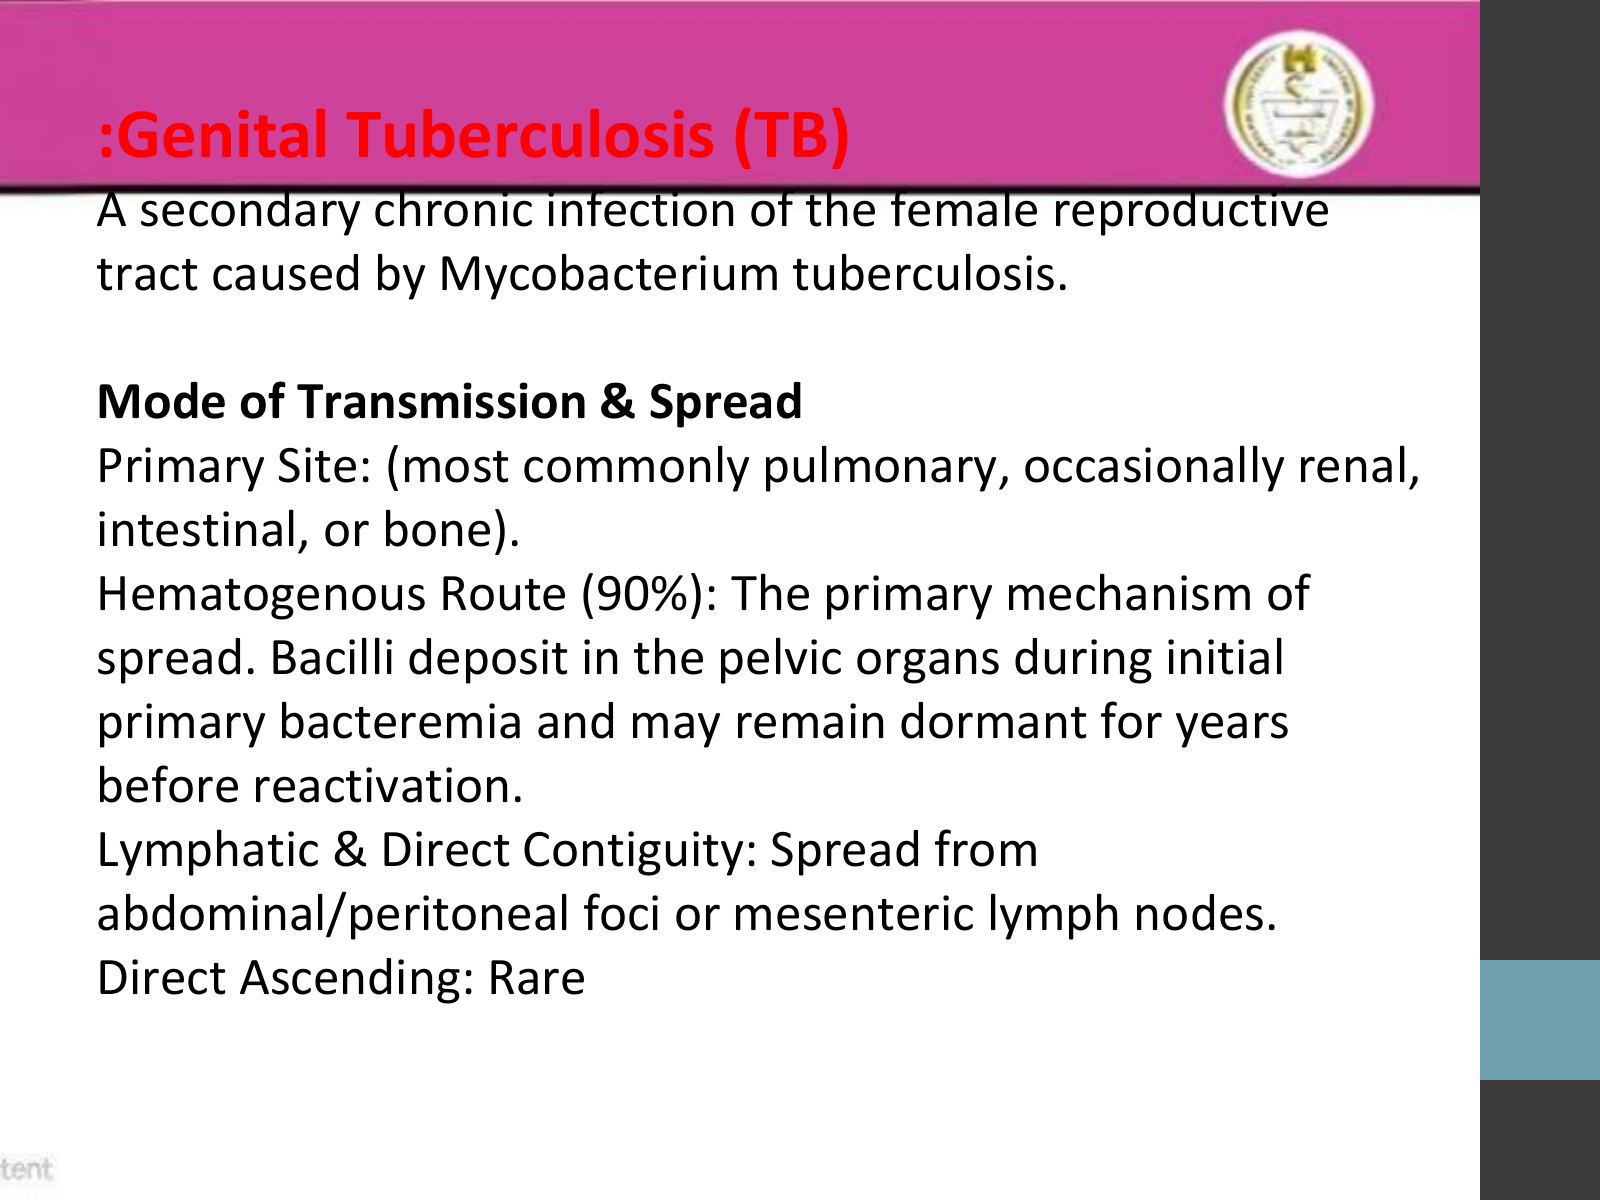 :Genital Tuberculosis (TB)
A secondary chronic infection of the female reproductive
tract caused by Mycobacterium tuberculosis.
Mode of Transmission & Spread
Primary Site: (most commonly pulmonary, occasionally renal,
intestinal, or bone).
Hematogenous Route (90%): The primary mechanism of
spread. Bacilli deposit in the pelvic organs during initial
primary bacteremia and may remain dormant for years
before reactivation.
Lymphatic & Direct Contiguity: Spread from
abdominal/peritoneal foci or mesenteric lymph nodes.
Direct Ascending: Rare
tent